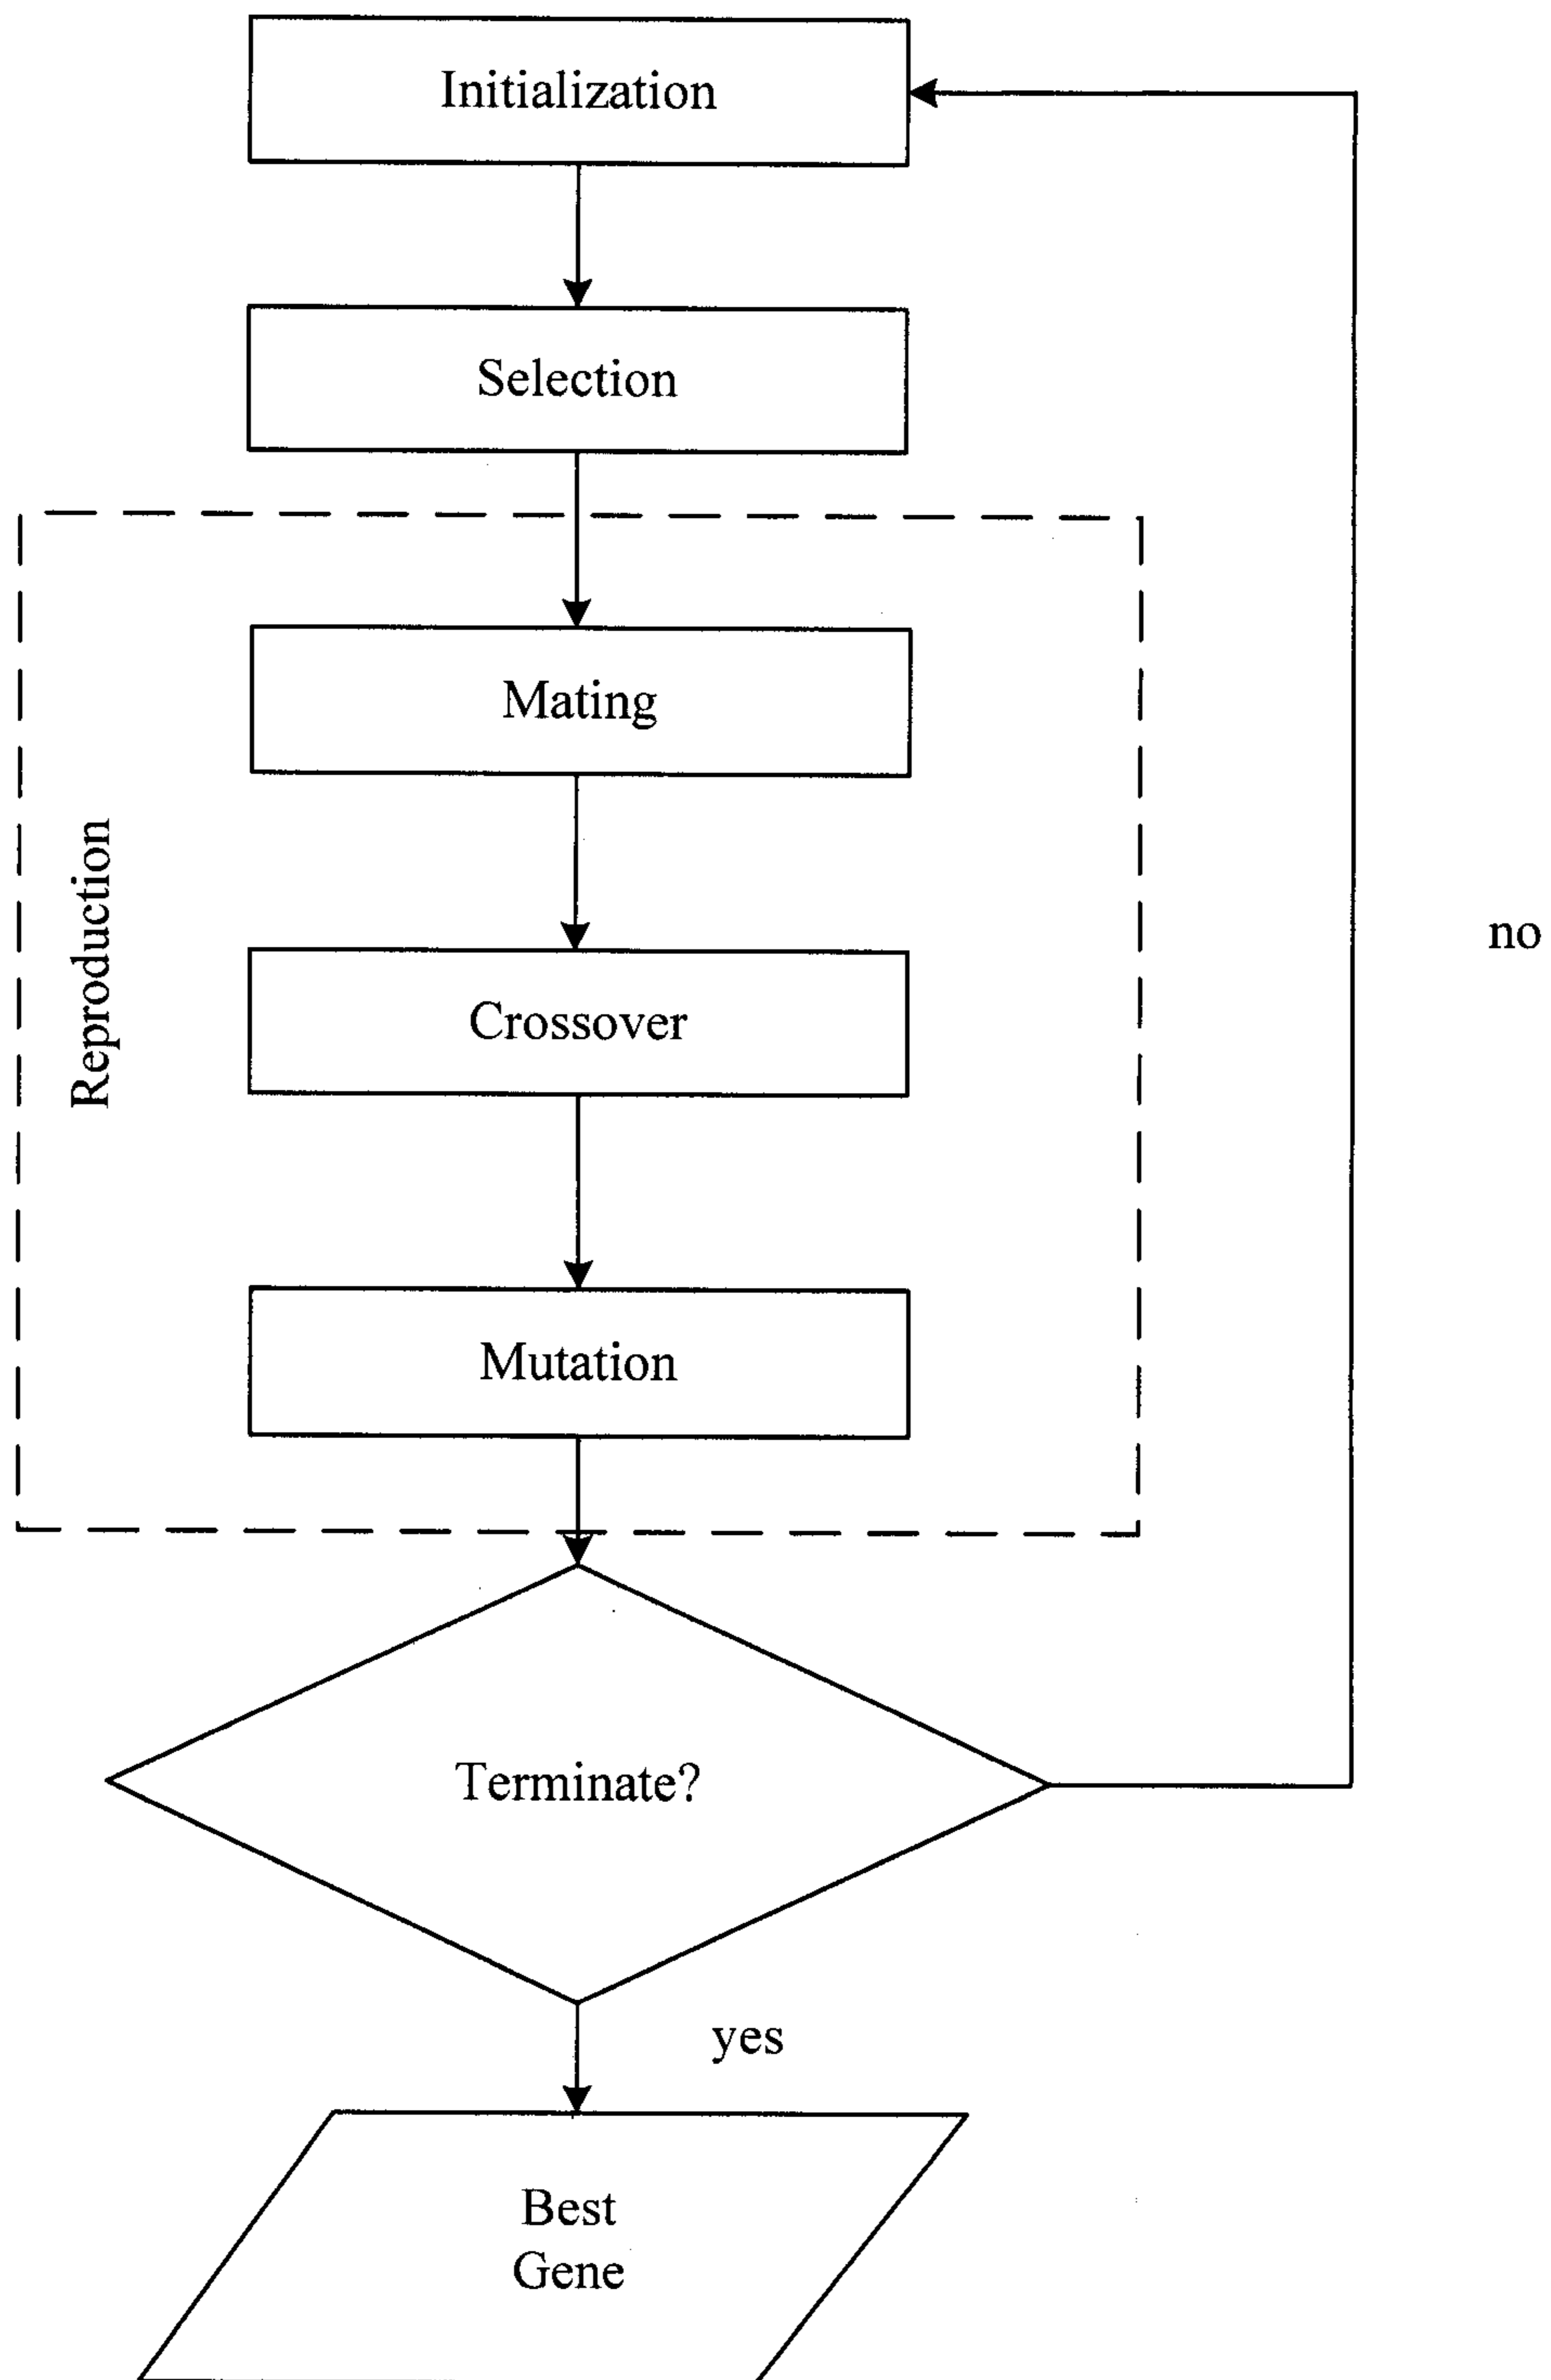 Initialization
Selection
Reproduction
Mating
Crossover
no
Mutation
Terminate?
yes
Best
Gene